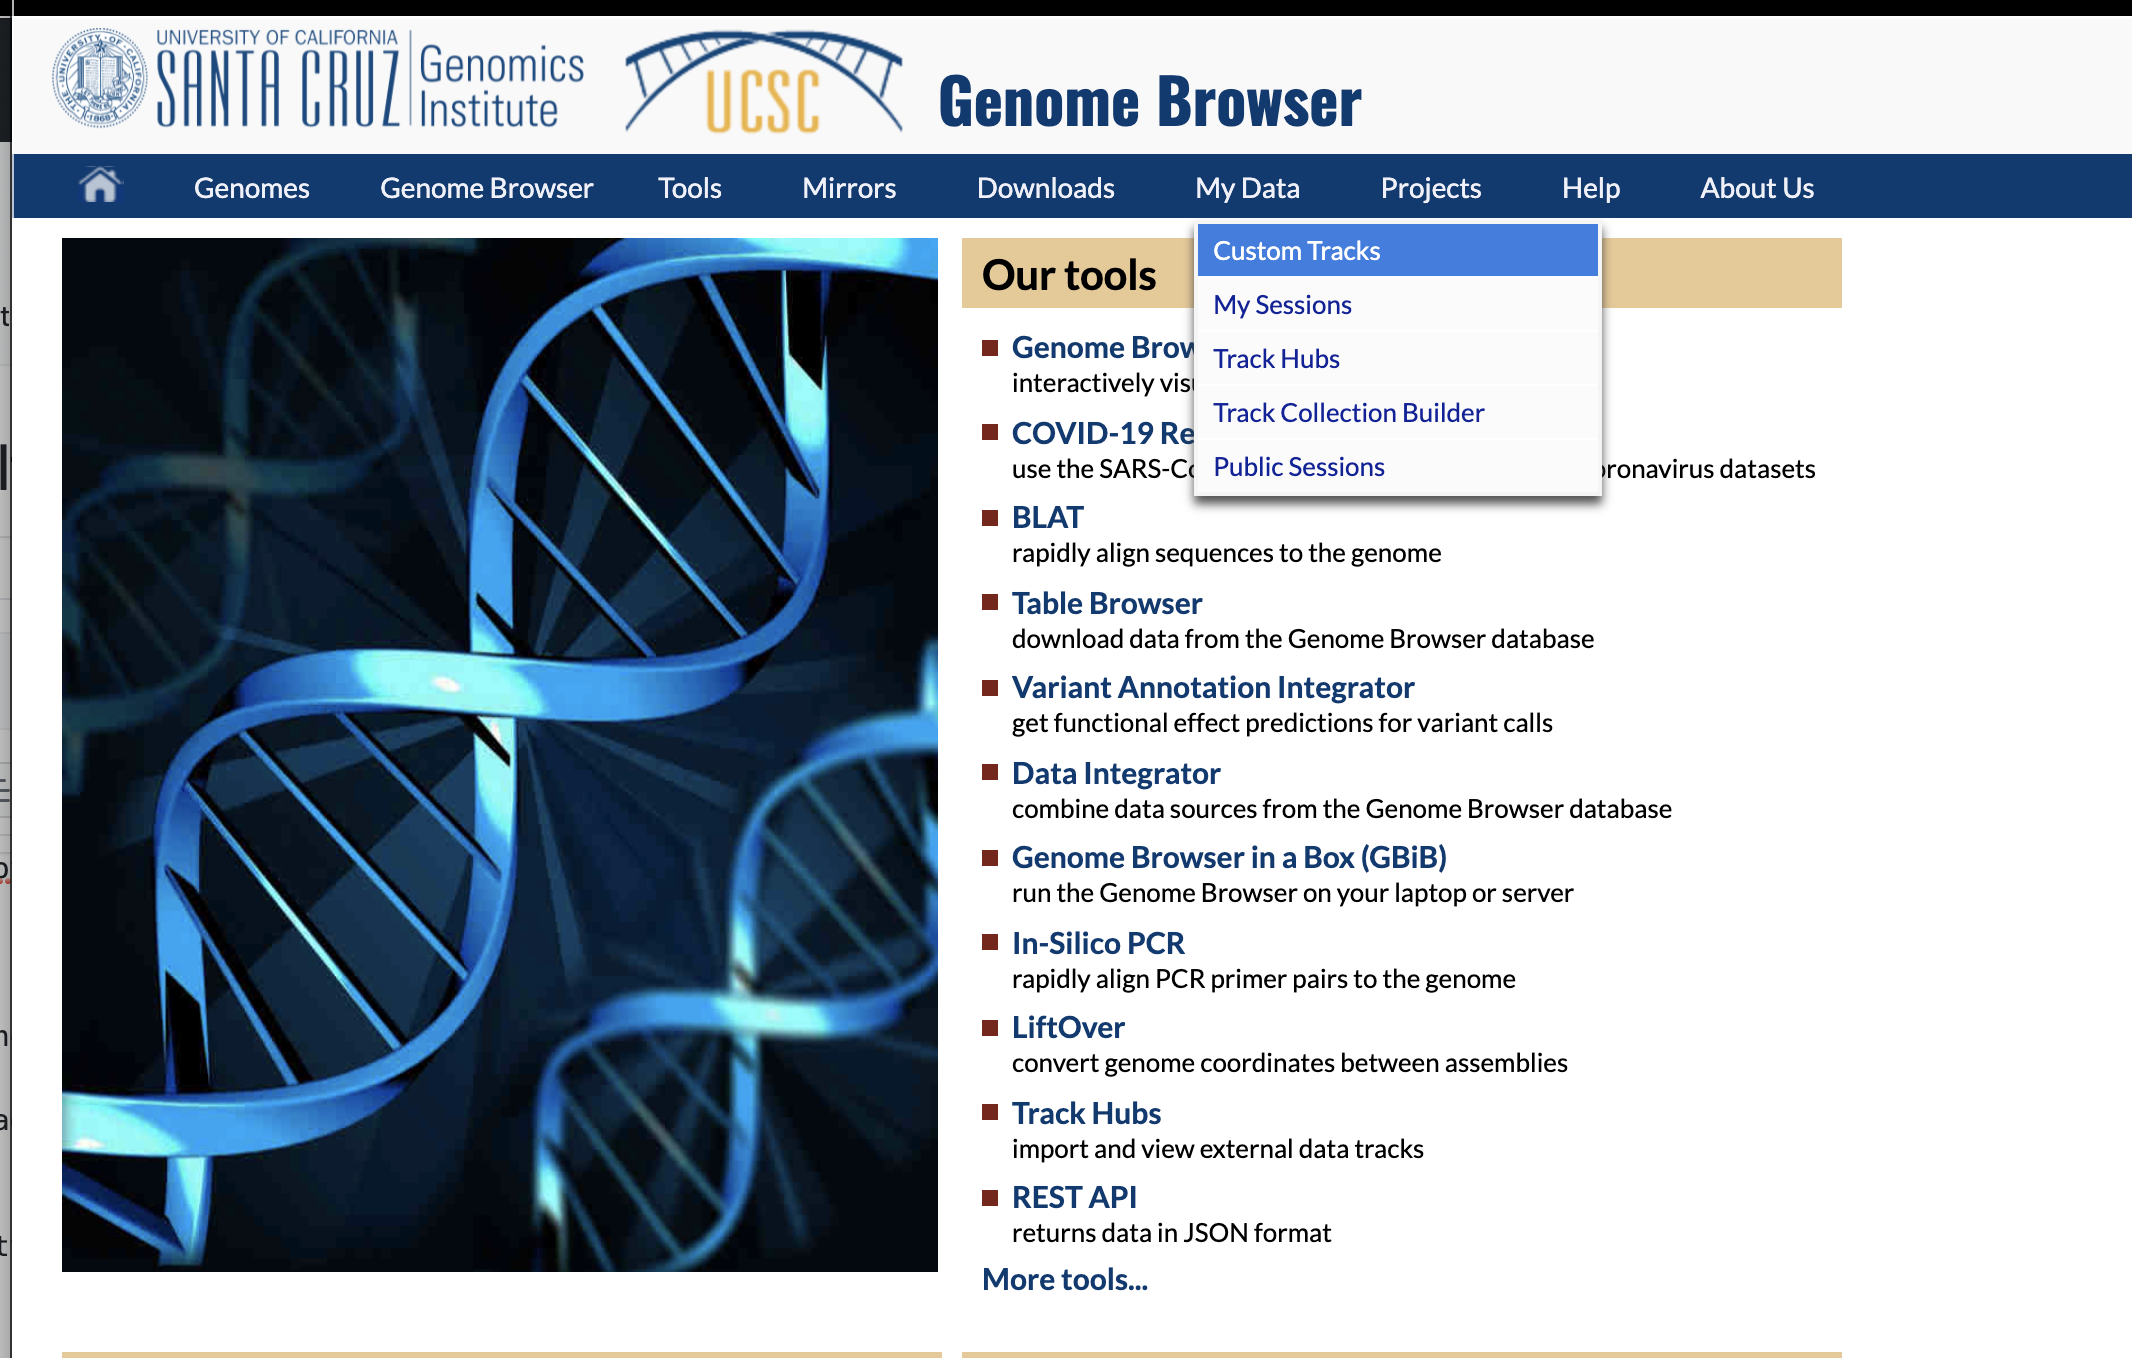 UNIVERSITY OF CALIFORNIA
SANTA CRUZ
Genomics
Institute
UCSC
Genome Browser
Genomes Genome Browser Tools Mirrors Downloads My Data Projects Help About Us
Custom Tracks
My Sessions
Track Hubs
Track Collection Builder
Public Sessions
Our tools
Genome Brow
interactively vis
COVID-19 Re
use the SARS-Co ronavirus datasets
BLAT
rapidly align sequences to the genome
Table Browser
download data from the Genome Browser database
Variant Annotation Integrator
get functional effect predictions for variant calls
Data Integrator
combine data sources from the Genome Browser database
Genome Browser in a Box (GBiB)
run the Genome Browser on your laptop or server
In-Silico PCR
rapidly align PCR primer pairs to the genome
LiftOver
convert genome coordinates between assemblies
Track Hubs
import and view external data tracks
REST API
returns data in JSON format
More tools...